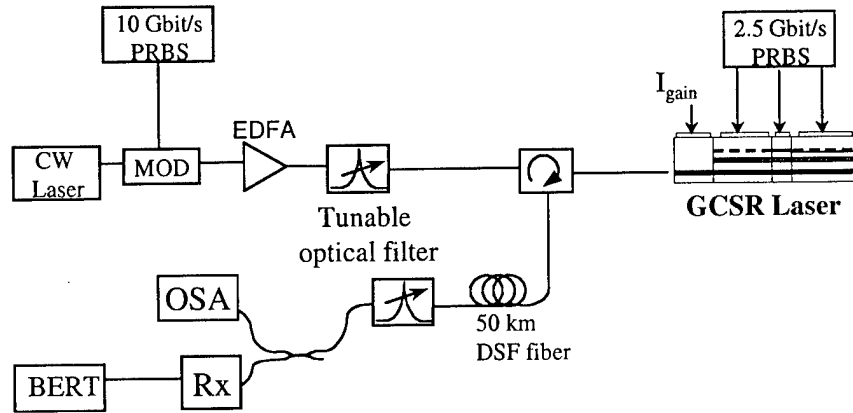 10 Gbit/s
PRBS
2.5 Gbit/s
PRBS
I_gain
EDFA
CW
Laser
MOD
GCSR Laser
Tunable
optical filter
OSA
50 km
DSF fiber
BERT
Rx